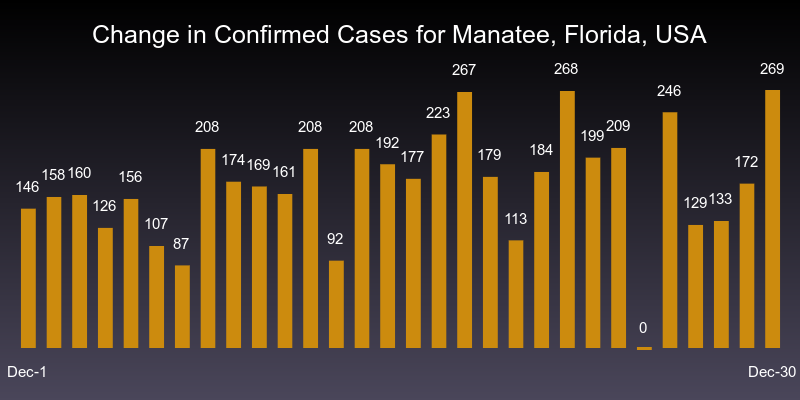 Change in Confirmed Cases for Manatee, Florida, USA
146 158 160 126 156 107 87 208 174 169 161 208 92 208 192 177 223 267 179 113 184 268 199 209 0 246 129 133 172 269
Dec-1 Dec-30